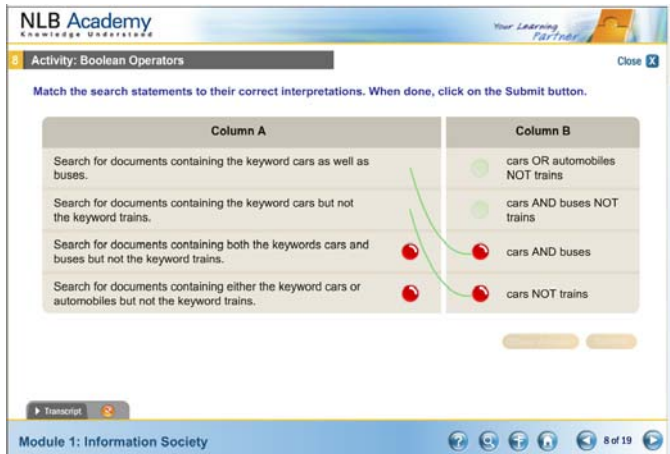 NLB Academy
Knowledge Understood
Your Learning
Partner
8 Activity: Boolean Operators
Close X
Match the search statements to their correct interpretations. When done, click on the Submit button.
Column A
Column B
Search for documents containing the keyword cars as well as
buses.
cars OR automobiles
NOT trains
Search for documents containing the keyword cars but not
the keyword trains.
cars AND buses NOT
trains
Search for documents containing both the keywords cars and
buses but not the keyword trains.
cars AND buses
Search for documents containing either the keyword cars or
automobiles but not the keyword trains.
cars NOT trains
Transcript
Module 1: Information Society
8 of 19